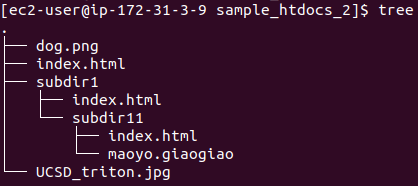 [ec2-user@ip-172-31-3-9 sample_htdocs_2]$ tree
.
├── dog.png
├── index.html
├── subdir1
│   ├── index.html
│   └── subdir11
│       ├── index.html
│       └── maoyo.giaogiao
└── UCSD_triton.jpg